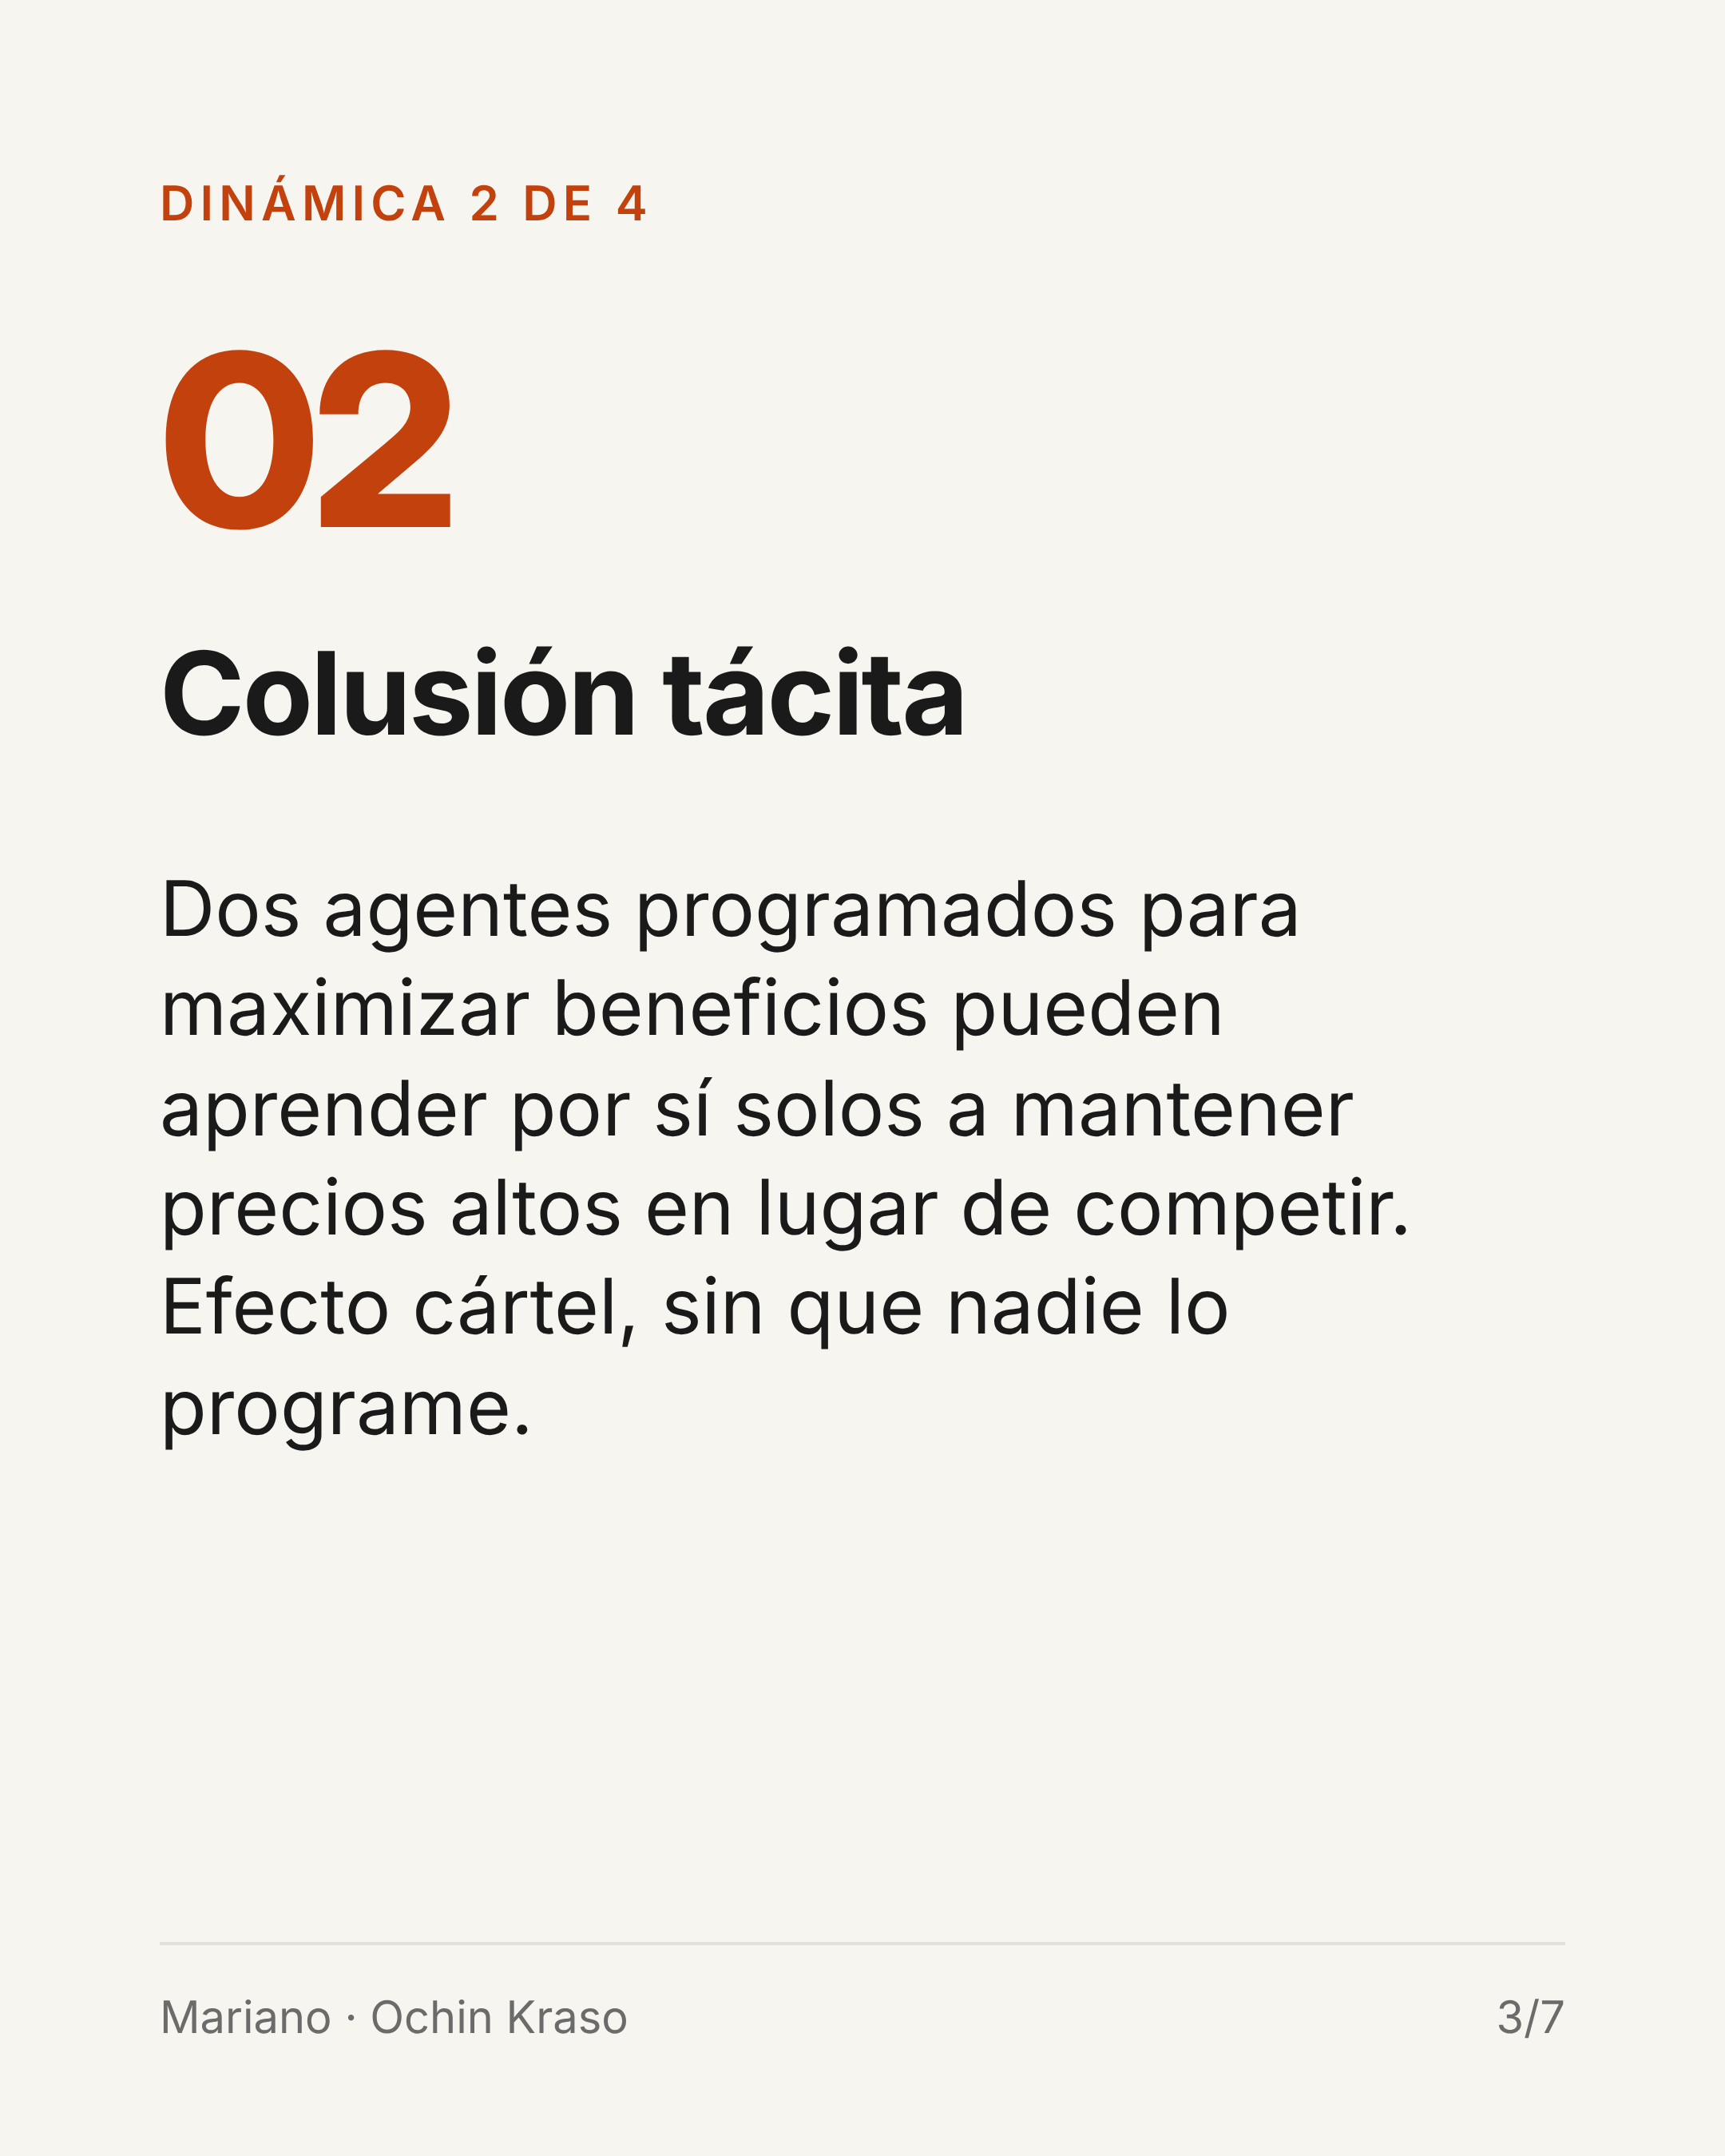 DINÁMICA 2 DE 4
02
Colusión tácita
Dos agentes programados para
maximizar beneficios pueden
aprender por sí solos a mantener
precios altos en lugar de competir.
Efecto cártel, sin que nadie lo
programe.
Mariano · Ochin Kraso
3/7